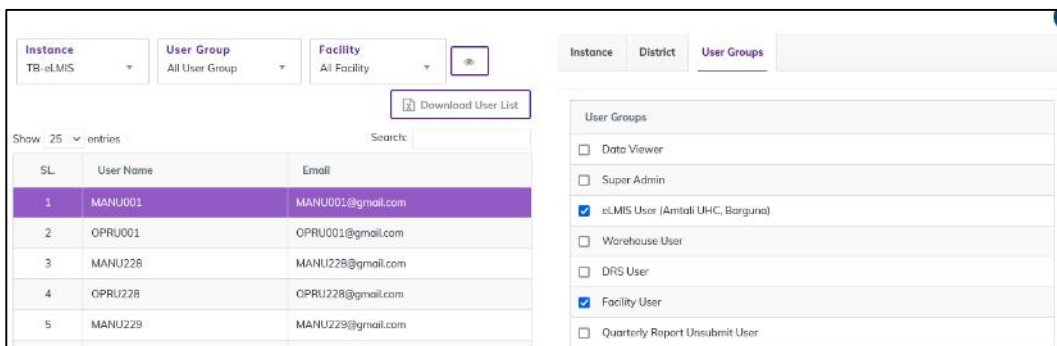 Instance User Group Facility
TB-eLMIS All User Group All Facility
Download User List
Show 25 entries Search:
SL. User Name Email
1 MANU001 MANU001@gmail.com
2 OPRU001 OPRU001@gmail.com
3 MANU228 MANU228@gmail.com
4 OPRU228 OPRU228@gmail.com
5 MANU229 MANU229@gmail.com
Instance District User Groups
User Groups
Data Viewer
Super Admin
eLMIS User (Amtali UHC, Barguna)
Warehouse User
DRS User
Facility User
Quarterly Report Unsubmit User